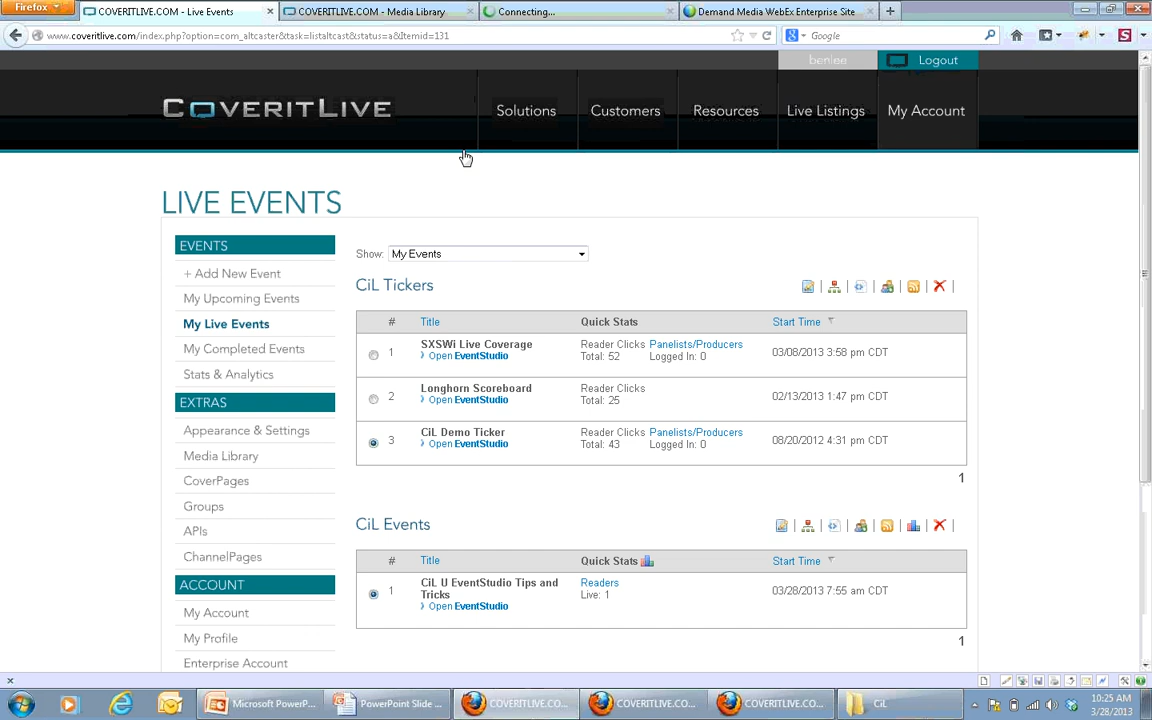 Firefox
COVERITLIVE.COM - Live Events
COVERITLIVE.COM - Media Library
Connecting...
Demand Media WebEx Enterprise Site
www.coveritlive.com/index.php?option=com_altcaster&task=listaltcast&status=a&Itemid=131
Google
beniee
Logout
COVERITLIVE
Solutions
Customers
Resources
Live Listings
My Account
LIVE EVENTS
EVENTS
+ Add New Event
My Upcoming Events
My Live Events
My Completed Events
Stats & Analytics
EXTRAS
Appearance & Settings
Media Library
CoverPages
Groups
APIs
ChannelPages
ACCOUNT
My Account
My Profile
Enterprise Account
Show: My Events
CiL Tickers
# Title Quick Stats Start Time
1 SXSWi Live Coverage Reader Clicks Panelists/Producers 03/08/2013 3:58 pm CDT
Open EventStudio Total: 52 Logged In: 0
2 Longhorn Scoreboard Reader Clicks 02/13/2013 1:47 pm CDT
Open EventStudio Total: 25
3 CiL Demo Ticker Reader Clicks Panelists/Producers 08/20/2012 4:31 pm CDT
Open EventStudio Total: 43 Logged In: 0
1
CiL Events
# Title Quick Stats Start Time
1 CiL U EventStudio Tips and Readers 03/28/2013 7:55 am CDT
Tricks Live: 1
Open EventStudio
1
Microsoft PowerP...
PowerPoint Slide ...
COVERITLIVE.CO...
COVERITLIVE.CO...
COVERITLIVE.CO...
CiL
10:25 AM
3/28/2013